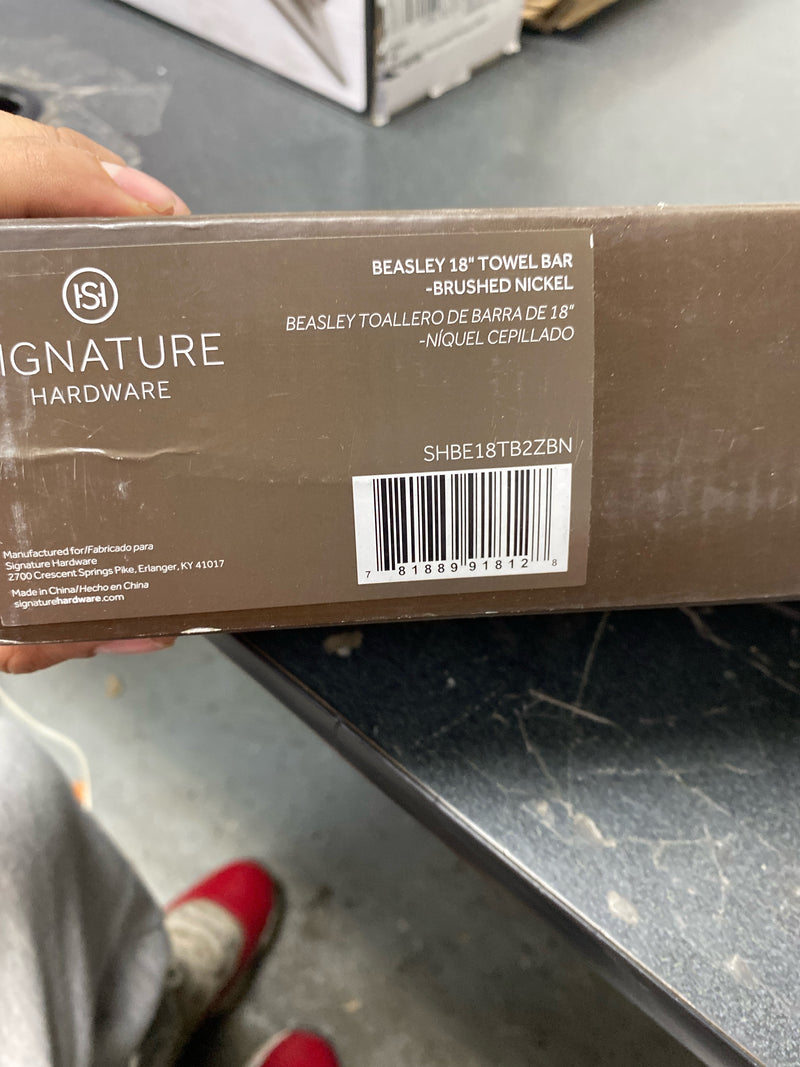 SH
IGNATURE
HARDWARE
BEASLEY 18" TOWEL BAR
-BRUSHED NICKEL
BEASLEY TOALLERO DE BARRA DE 18"
-NÍQUEL CEPILLADO
SHBE18TB2ZBN
7 81889 91812 8
Manufactured for/Fabricado para
Signature Hardware
2700 Crescent Springs Pike, Erlanger, KY 41017
Made in China/Hecho en China
signaturehardware.com